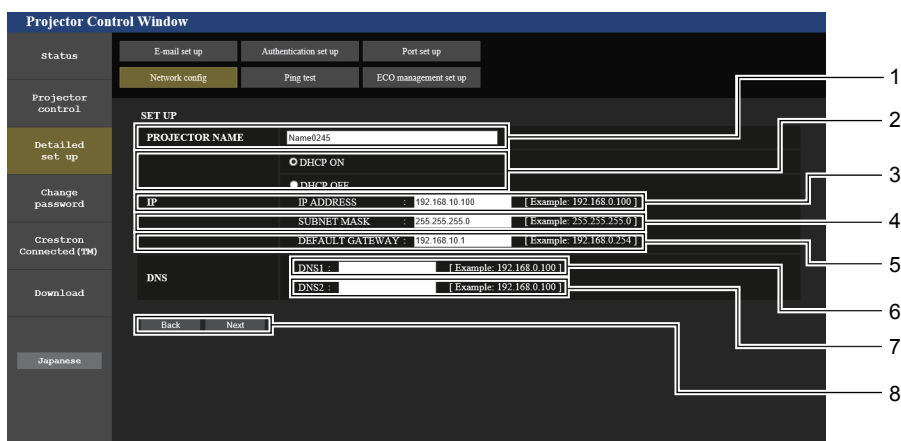 Projector Control Window
Status
E-mail set up
Authentication set up
Port set up
Network config
Ping test
ECO management set up
1
Projector
control
SET UP
2
PROJECTOR NAME
Name0245
Detailed
set up
DHCP ON
DHCP OFF
3
Change
password
IP
IP ADDRESS : 192.168.10.100 [ Example: 192.168.0.100 ]
SUBNET MASK : 255.255.255.0 [ Example: 255.255.255.0 ]
4
Crestron
Connected(TM)
DEFAULT GATEWAY : 192.168.10.1 [ Example: 192.168.0.254 ]
5
DNS
DNS1 : [ Example: 192.168.0.100 ]
DNS2 : [ Example: 192.168.0.100 ]
Download
6
Back
Next
7
Japanese
8